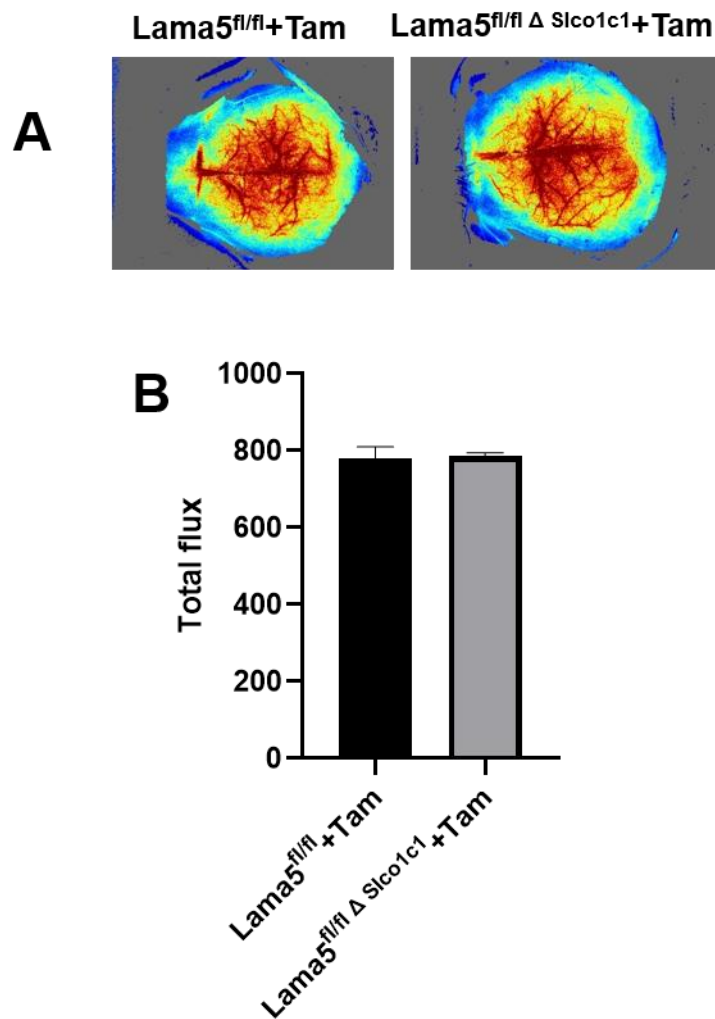 Lama5fl/fl+Tam
Lama5fl/fl Δ Slco1c1+Tam
A
B
1000
800
600
400
200
0
Total flux
Lama5fl/fl+Tam
Lama5fl/fl Δ Slco1c1+Tam